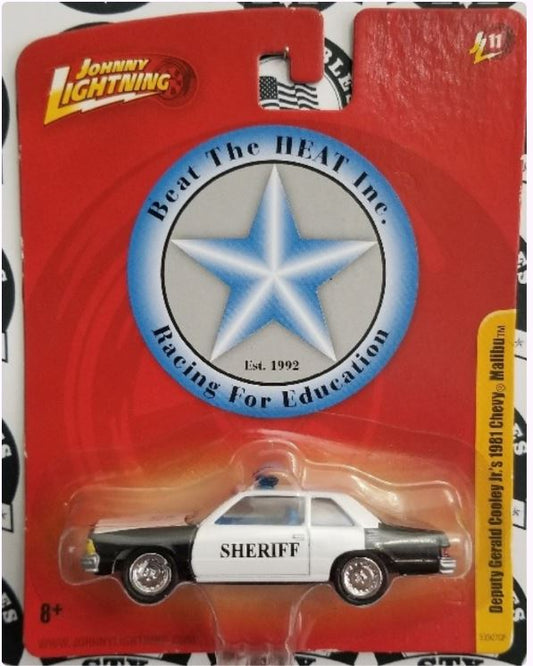 JOHNNY
LIGHTNING
JL 11
Beat The HEAT Inc.
Est. 1992
Racing For Education
Deputy Gerald Cooley Jr.'s 1981 Chevy® Malibu™
SHERIFF
8+
WWW.JOHNNYLIGHTNING.COM